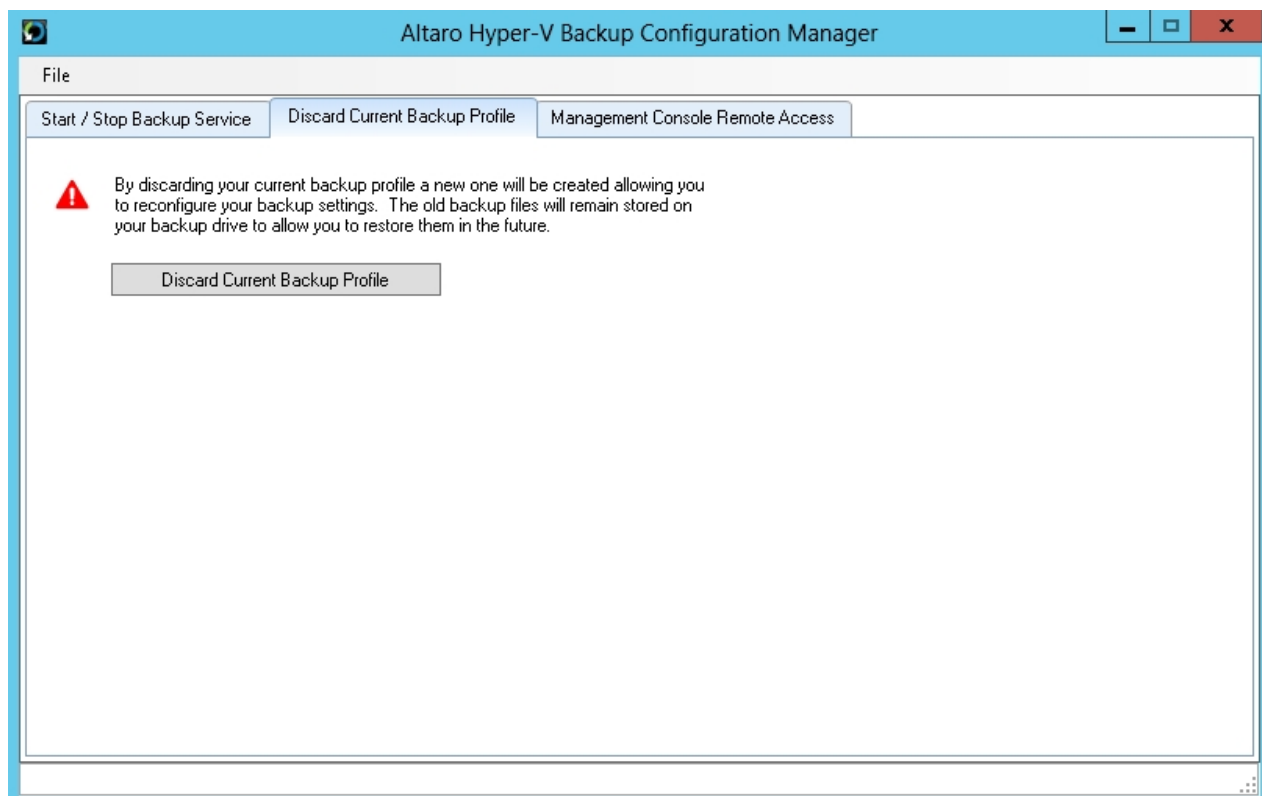 Altaro Hyper-V Backup Configuration Manager
File
Start / Stop Backup Service
Discard Current Backup Profile
Management Console Remote Access
By discarding your current backup profile a new one will be created allowing you
to reconfigure your backup settings.  The old backup files will remain stored on
your backup drive to allow you to restore them in the future.
Discard Current Backup Profile